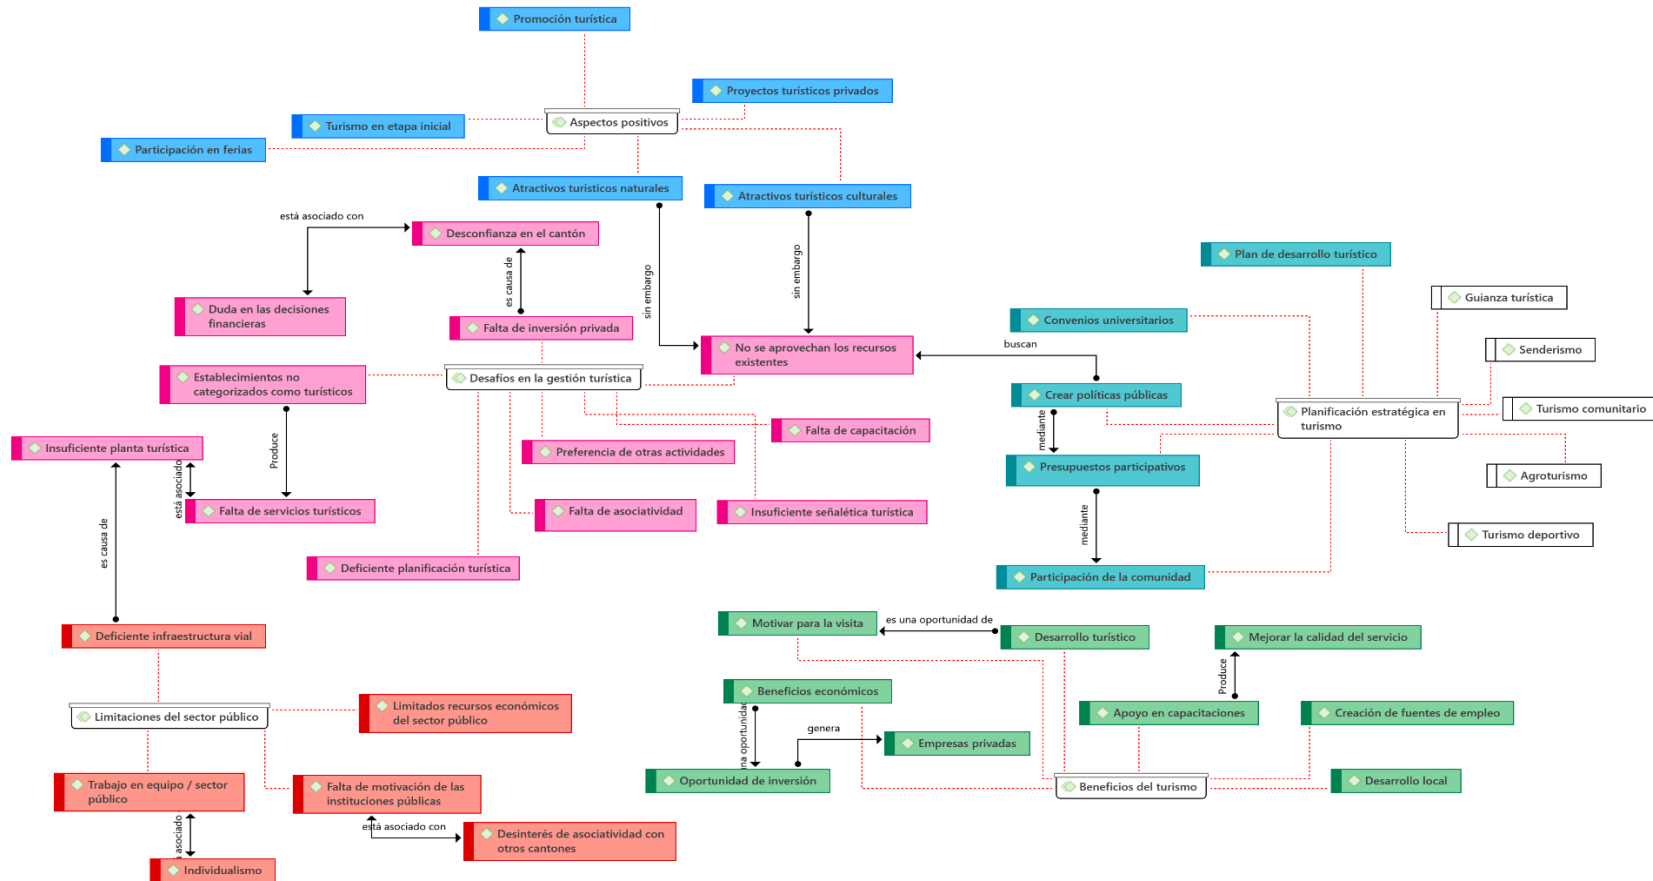 Promoción turística
Proyectos turísticos privados
Aspectos positivos
Turismo en etapa inicial
Participación en ferias
Atractivos turísticos naturales
Atractivos turísticos culturales
está asociado con
Desconfianza en el cantón
es causa de
sin embargo
sin embargo
Duda en las decisiones
financieras
Falta de inversión privada
No se aprovechan los recursos
existentes
Establecimientos no
categorizados como turísticos
Desafíos en la gestión turística
Produce
Insuficiente planta turística
está asociado
Falta de servicios turísticos
Falta de capacitación
Preferencia de otras actividades
Falta de asociatividad
Insuficiente señalética turística
Deficiente planificación turística
es causa de
Plan de desarrollo turístico
Guianza turística
Convenios universitarios
Senderismo
buscan
Crear políticas públicas
Turismo comunitario
Planificación estratégica en
turismo
mediante
Presupuestos participativos
Agroturismo
mediante
Turismo deportivo
Participación de la comunidad
Deficiente infraestructura vial
Limitaciones del sector público
Limitados recursos económicos
del sector público
Trabajo en equipo / sector
público
Falta de motivación de las
instituciones públicas
asociado
está asociado con
Desinterés de asociatividad con
otros cantones
Individualismo
Motivar para la visita
es una oportunidad de
Desarrollo turístico
Mejorar la calidad del servicio
Produce
Beneficios económicos
Apoyo en capacitaciones
Creación de fuentes de empleo
oportunidad
genera
Empresas privadas
Oportunidad de inversión
Beneficios del turismo
Desarrollo local